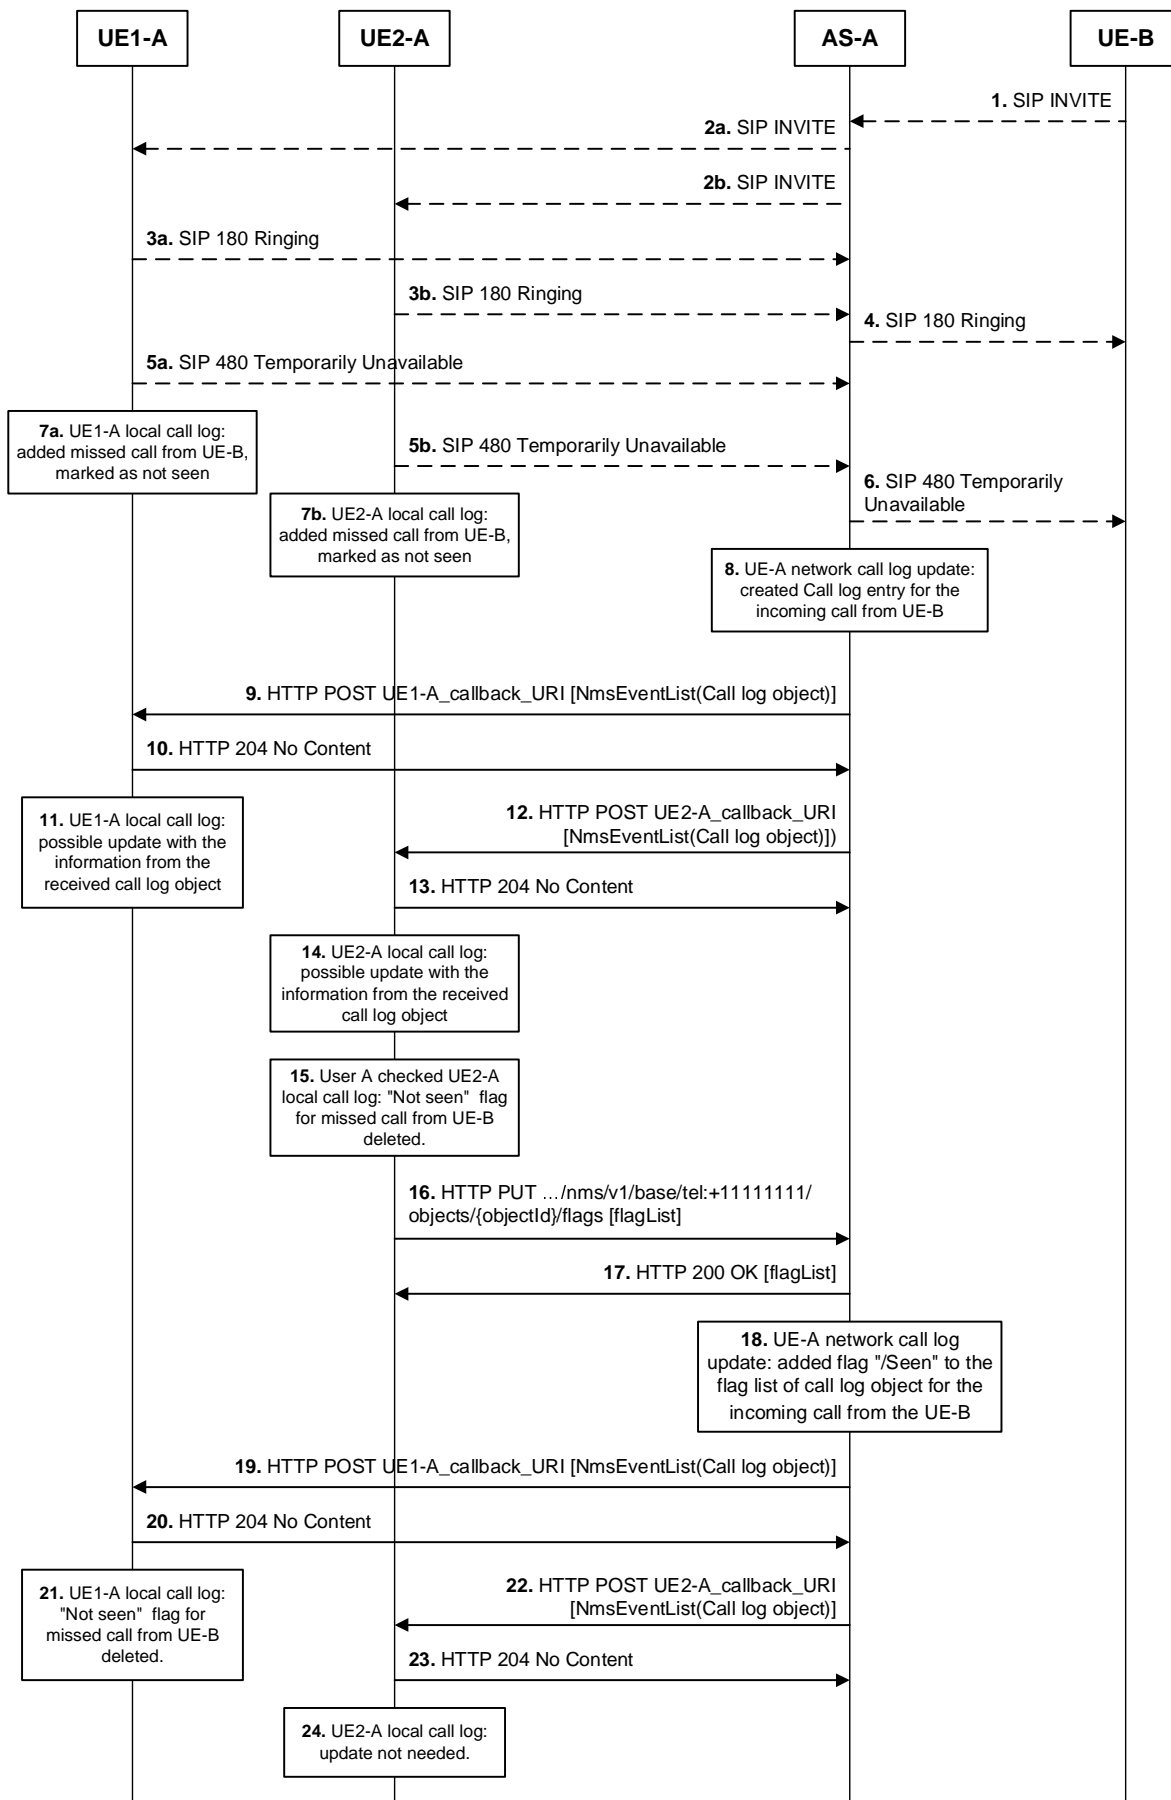 UE1-A
UE2-A
AS-A
UE-B
1. SIP INVITE
2a. SIP INVITE
2b. SIP INVITE
3a. SIP 180 Ringing
3b. SIP 180 Ringing
4. SIP 180 Ringing
5a. SIP 480 Temporarily Unavailable
7a. UE1-A local call log:
added missed call from UE-B,
marked as not seen
5b. SIP 480 Temporarily Unavailable
6. SIP 480 Temporarily
Unavailable
7b. UE2-A local call log:
added missed call from UE-B,
marked as not seen
8. UE-A network call log update:
created Call log entry for the
incoming call from UE-B
9. HTTP POST UE1-A_callback_URI [NmsEventList(Call log object)]
10. HTTP 204 No Content
11. UE1-A local call log:
possible update with the
information from the
received call log object
12. HTTP POST UE2-A_callback_URI
[NmsEventList(Call log object)])
13. HTTP 204 No Content
14. UE2-A local call log:
possible update with the
information from the received
call log object
15. User A checked UE2-A
local call log: "Not seen" flag
for missed call from UE-B
deleted.
16. HTTP PUT …/nms/v1/base/tel:+11111111/
objects/{objectId}/flags [flagList]
17. HTTP 200 OK [flagList]
18. UE-A network call log
update: added flag "/Seen" to the
flag list of call log object for the
incoming call from the UE-B
19. HTTP POST UE1-A_callback_URI [NmsEventList(Call log object)]
20. HTTP 204 No Content
21. UE1-A local call log:
"Not seen" flag for
missed call from UE-B
deleted.
22. HTTP POST UE2-A_callback_URI
[NmsEventList(Call log object)]
23. HTTP 204 No Content
24. UE2-A local call log:
update not needed.